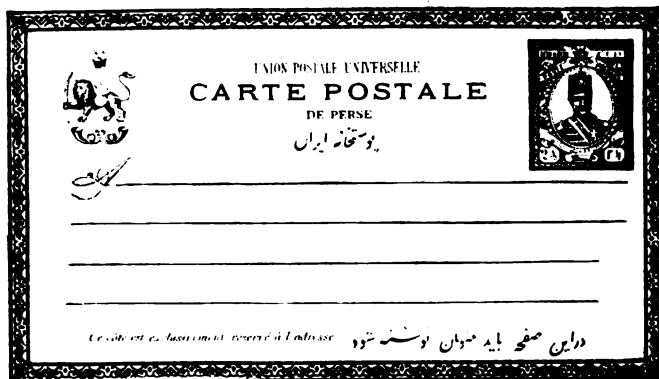 UNION POSTALE UNIVERSELLE
CARTE POSTALE
DE PERSE
پوستخانه ایران
A
Ce côté est exclusivement réservé à l'adresse
دراین صفحه باید عنوان نوشته شود